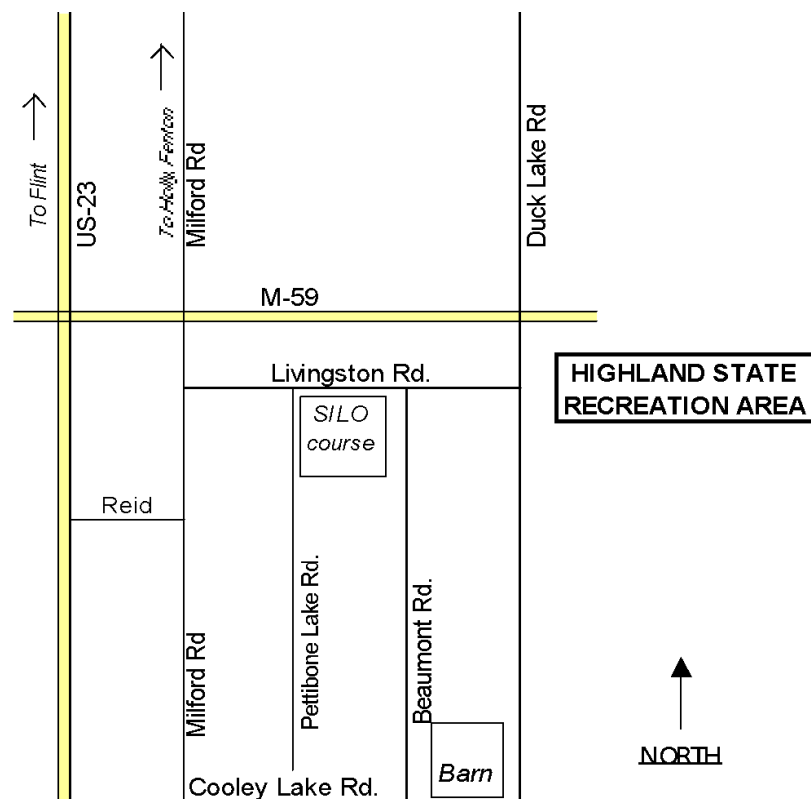 To Flint
US-23
To Holly, Fenton
Milford Rd
Duck Lake Rd
M-59
Livingston Rd.
HIGHLAND STATE
RECREATION AREA
SILO
course
Reid
Milford Rd
Pettibone Lake Rd.
Beaumont Rd.
Barn
Cooley Lake Rd.
NORTH